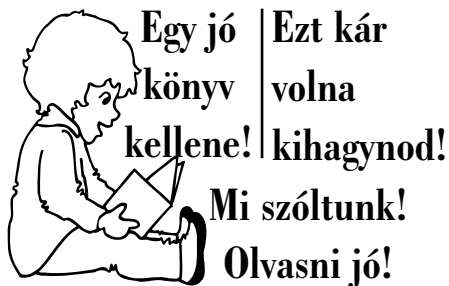 Egy jó
könyv
kellene!
Ezt kár
volna
kihagynod!
Mi szóltunk!
Olvasni jó!